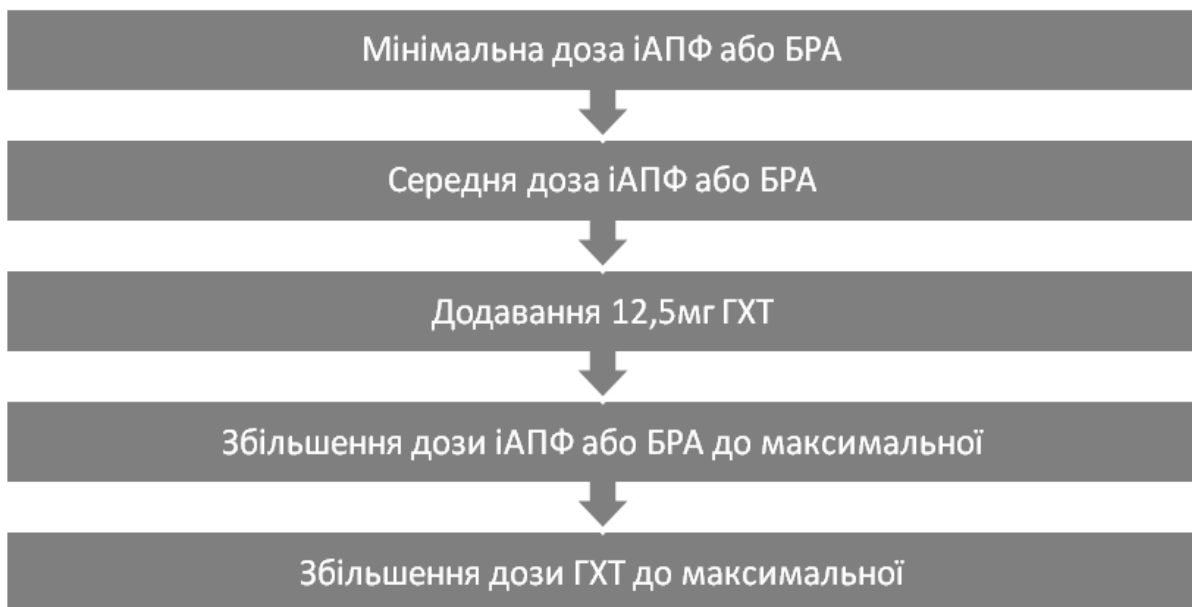 Мінімальна доза іАПФ або БРА
Середня доза іАПФ або БРА
Додавання 12,5мг ГХТ
Збільшення дози іАПФ або БРА до максимальної
Збільшення дози ГХТ до максимальної